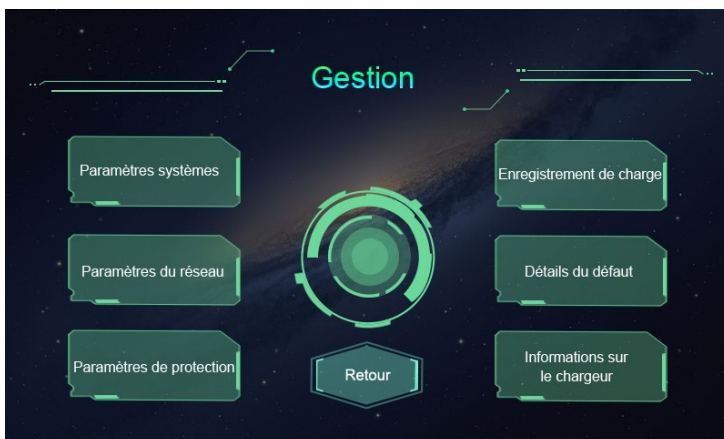 Gestion
Paramètres systèmes
Enregistrement de charge
Paramètres du réseau
Détails du défaut
Paramètres de protection
Retour
Informations sur
le chargeur